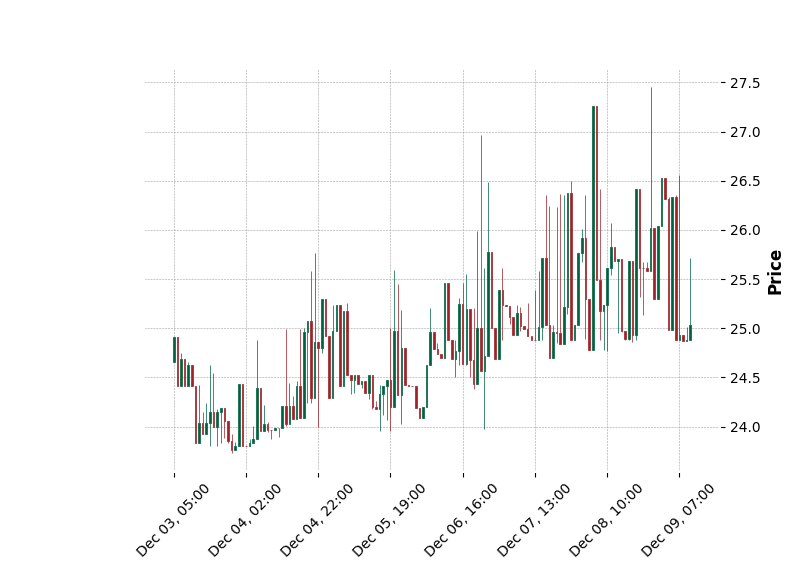 27.5
27.0
26.5
26.0
25.5
25.0
24.5
24.0
Price
Dec 03, 05:00
Dec 04, 02:00
Dec 04, 22:00
Dec 05, 19:00
Dec 06, 16:00
Dec 07, 13:00
Dec 08, 10:00
Dec 09, 07:00